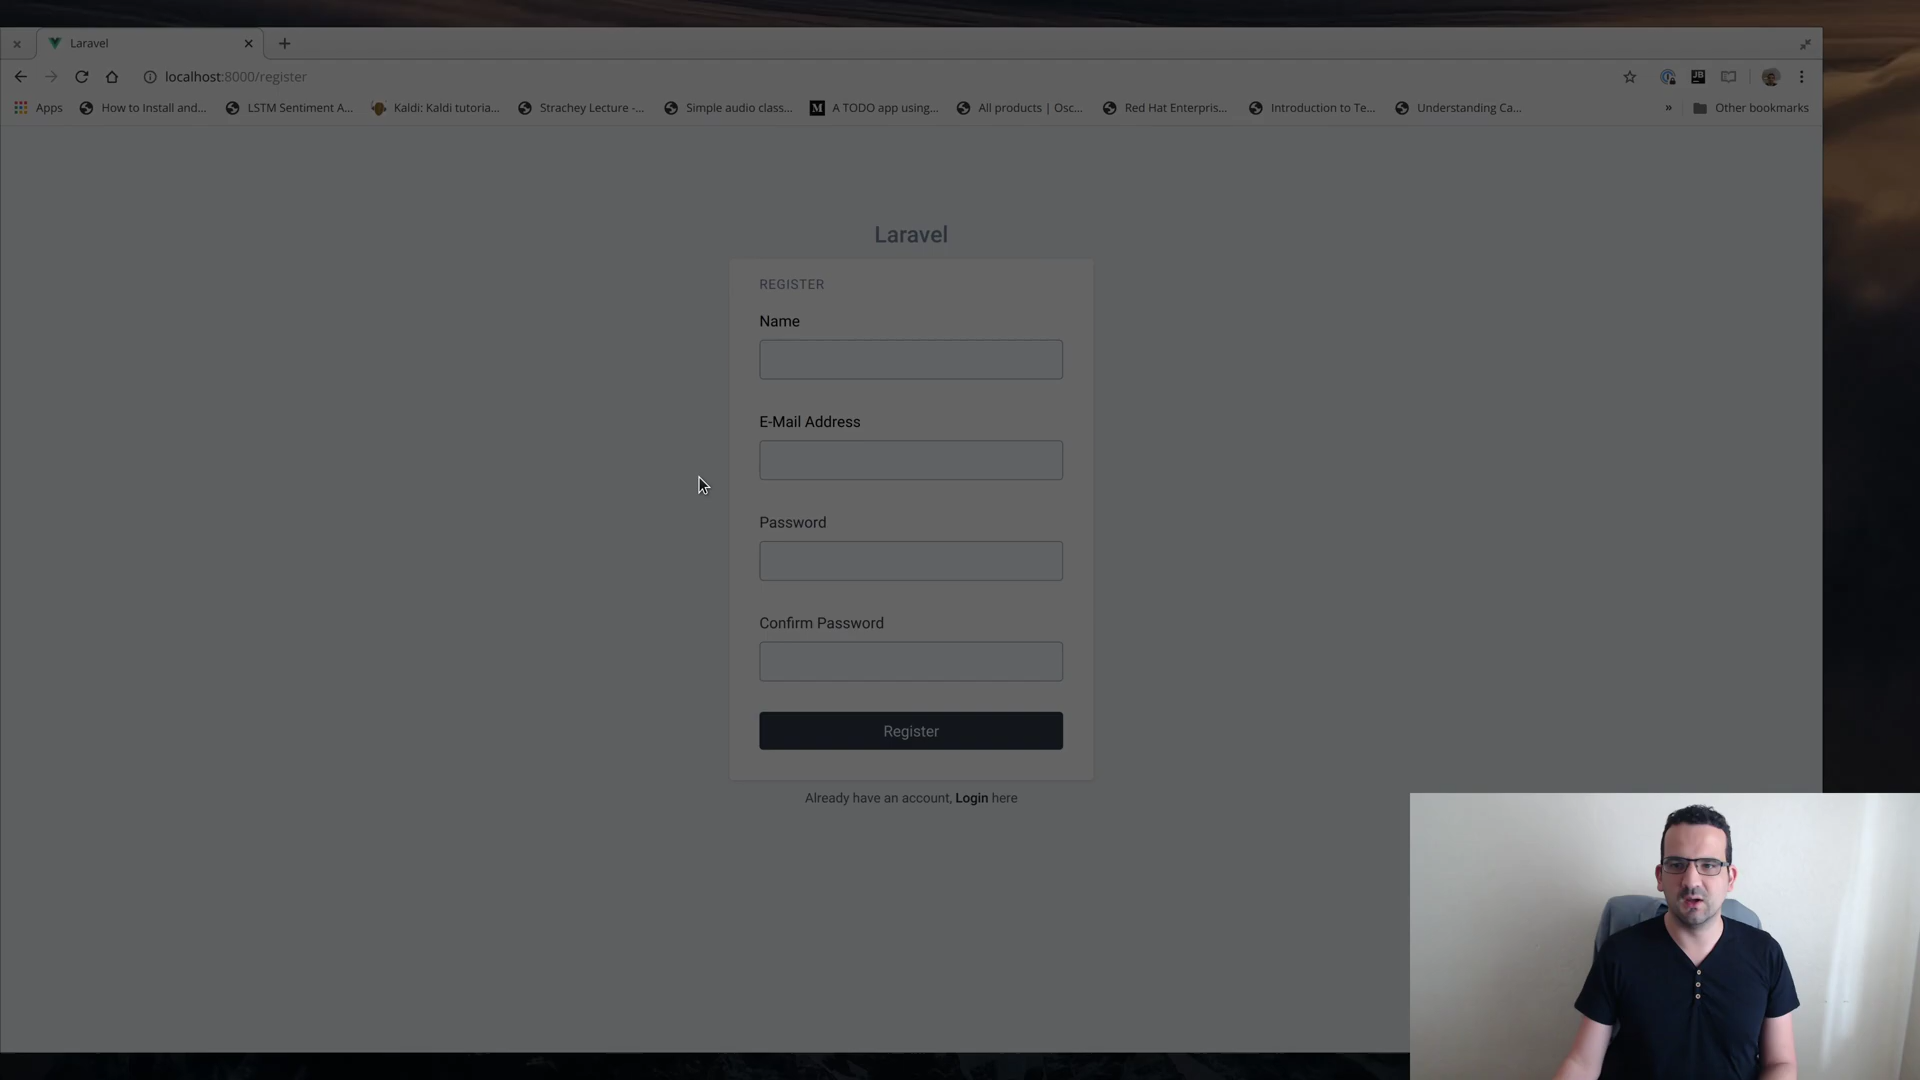 Laravel
localhost:8000/register
Apps How to Install and... LSTM Sentiment A... Kaldi: Kaldi tutoria... Strachey Lecture -... Simple audio class... M A TODO app using... All products | Osc... Red Hat Enterpris... Introduction to Te... Understanding Ca... » Other bookmarks
Laravel
REGISTER
Name
E-Mail Address
Password
Confirm Password
Register
Already have an account, Login here